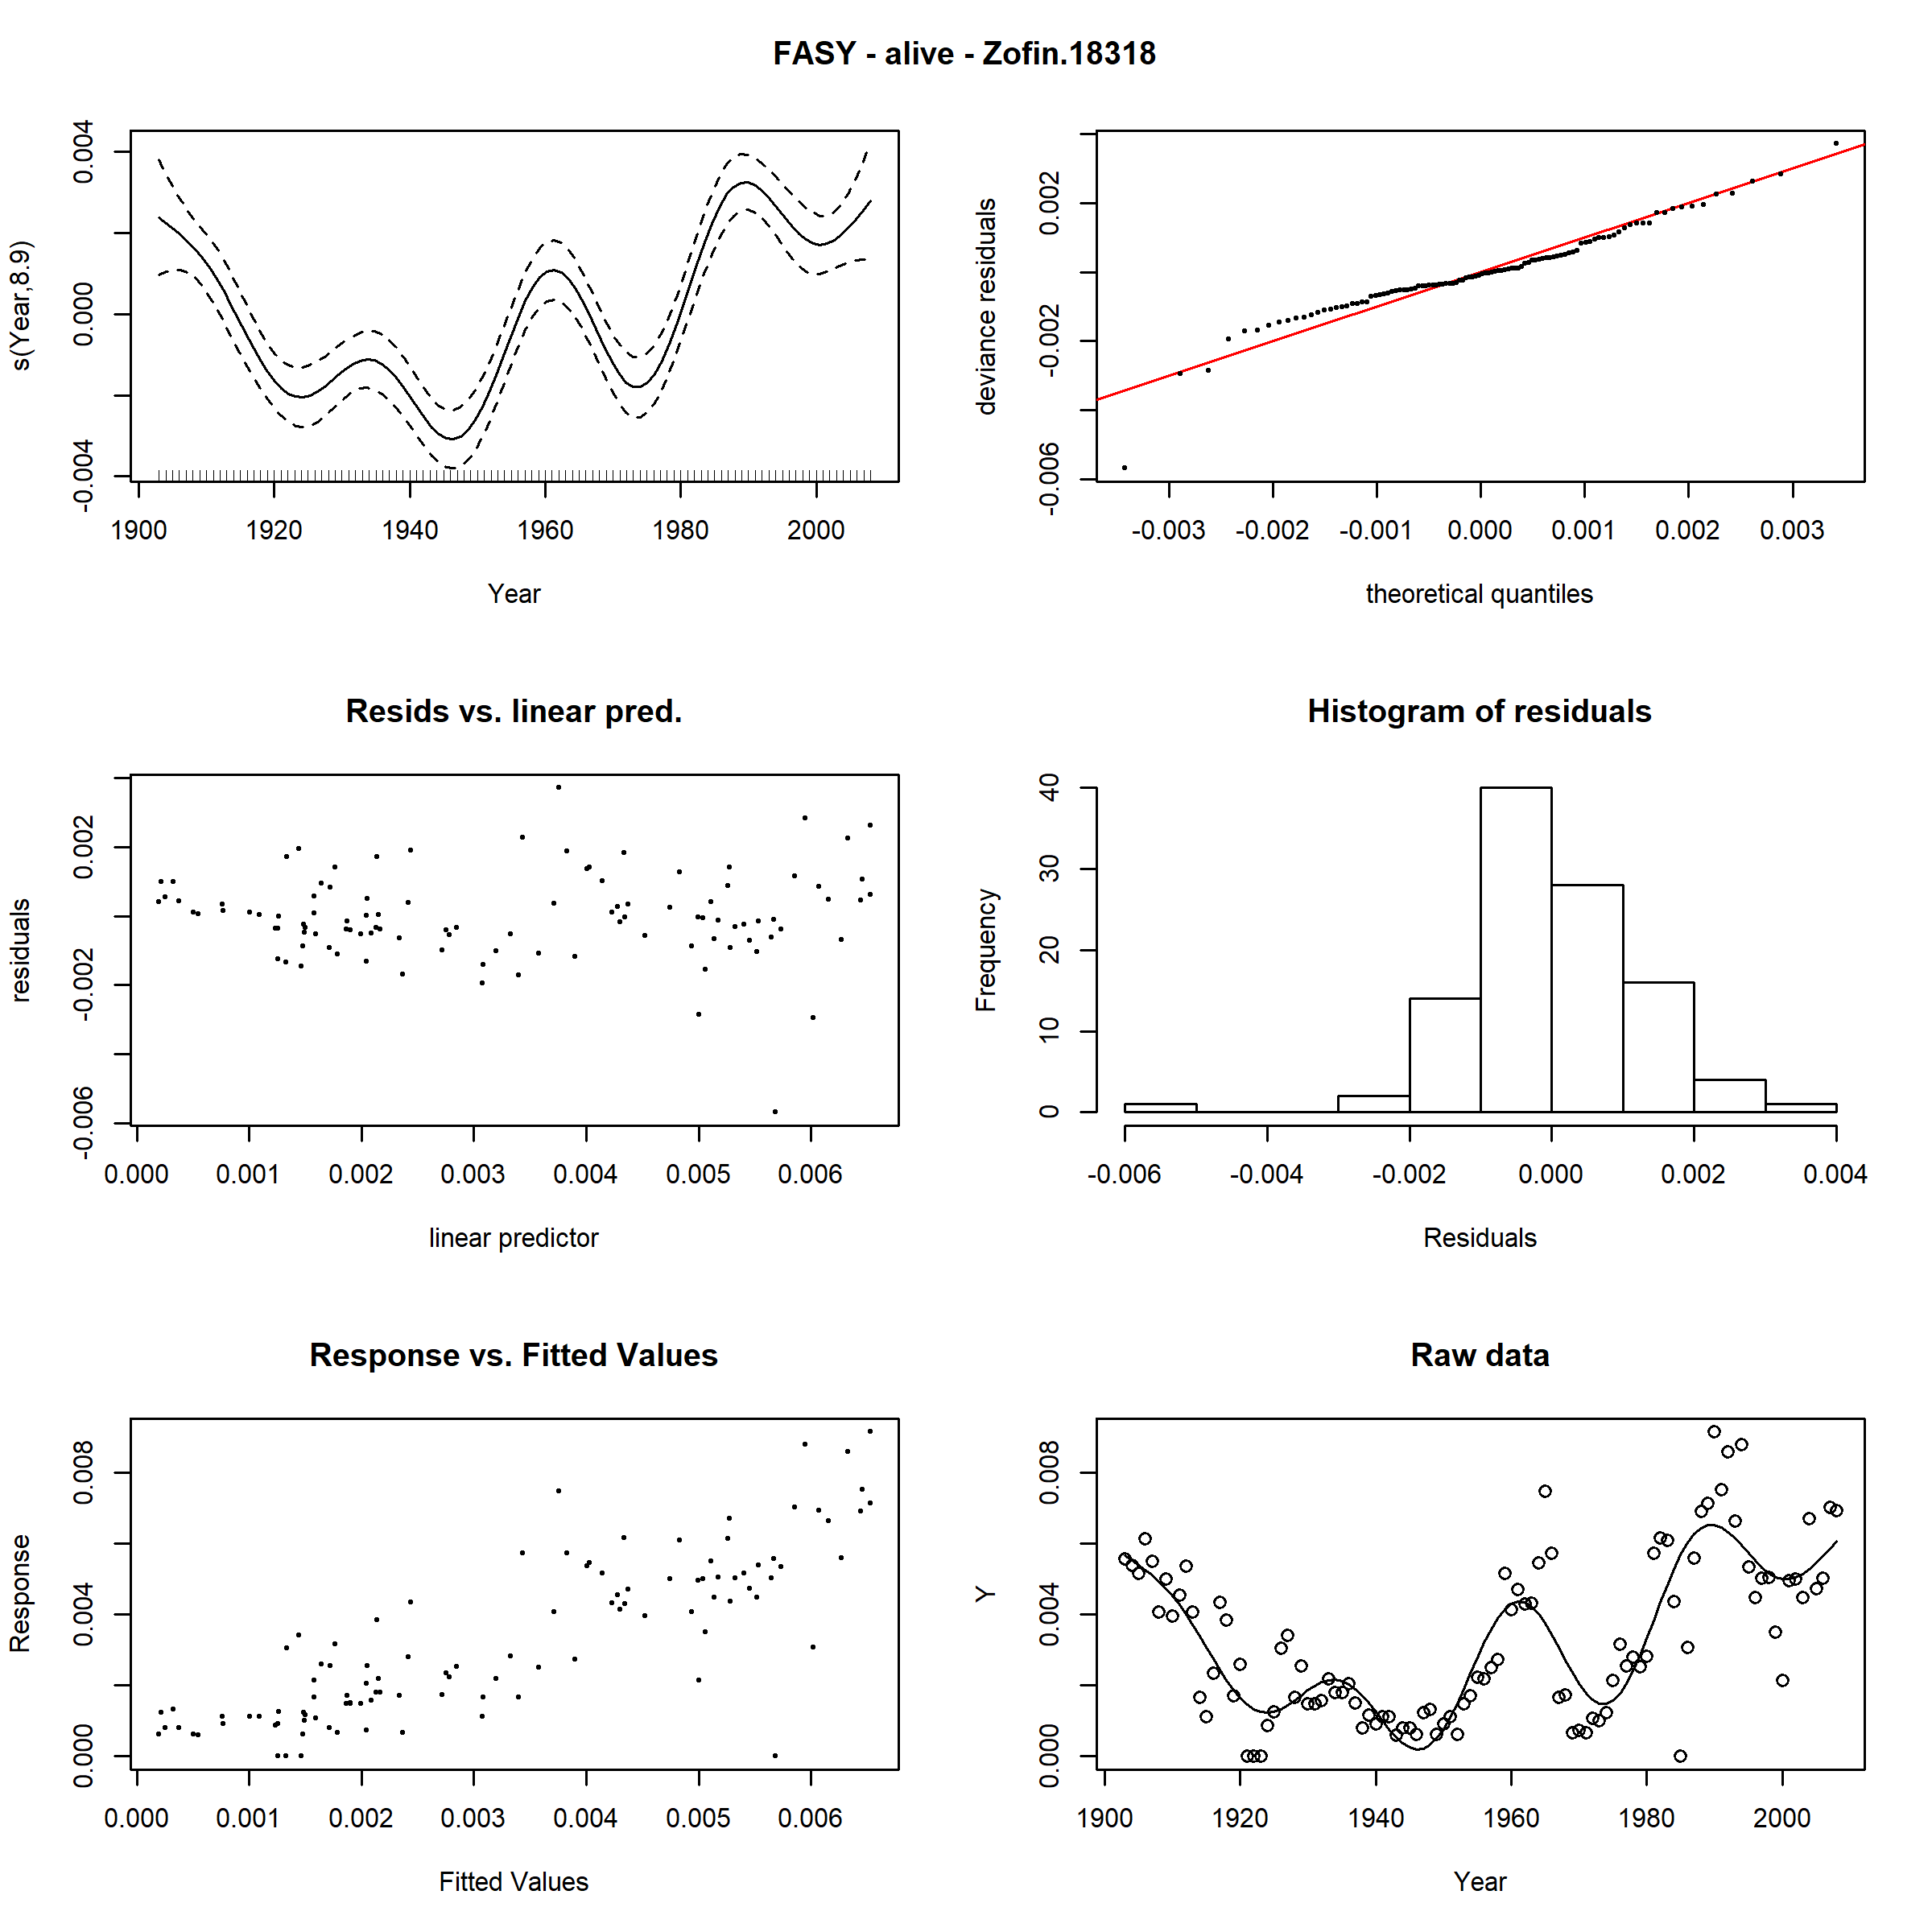 FASY - alive - Zofin.18318
s(Year,8.9)
0.004
0.000
-0.004
1900 1920 1940 1960 1980 2000
Year
deviance residuals
0.002
-0.002
-0.006
-0.003 -0.002 -0.001 0.000 0.001 0.002 0.003
theoretical quantiles
Resids vs. linear pred.
residuals
0.002
-0.002
-0.006
0.000 0.001 0.002 0.003 0.004 0.005 0.006
linear predictor
Histogram of residuals
Frequency
40
30
20
10
0
-0.006 -0.004 -0.002 0.000 0.002 0.004
Residuals
Response vs. Fitted Values
Response
0.008
0.004
0.000
0.000 0.001 0.002 0.003 0.004 0.005 0.006
Fitted Values
Raw data
Y
0.008
0.004
0.000
1900 1920 1940 1960 1980 2000
Year